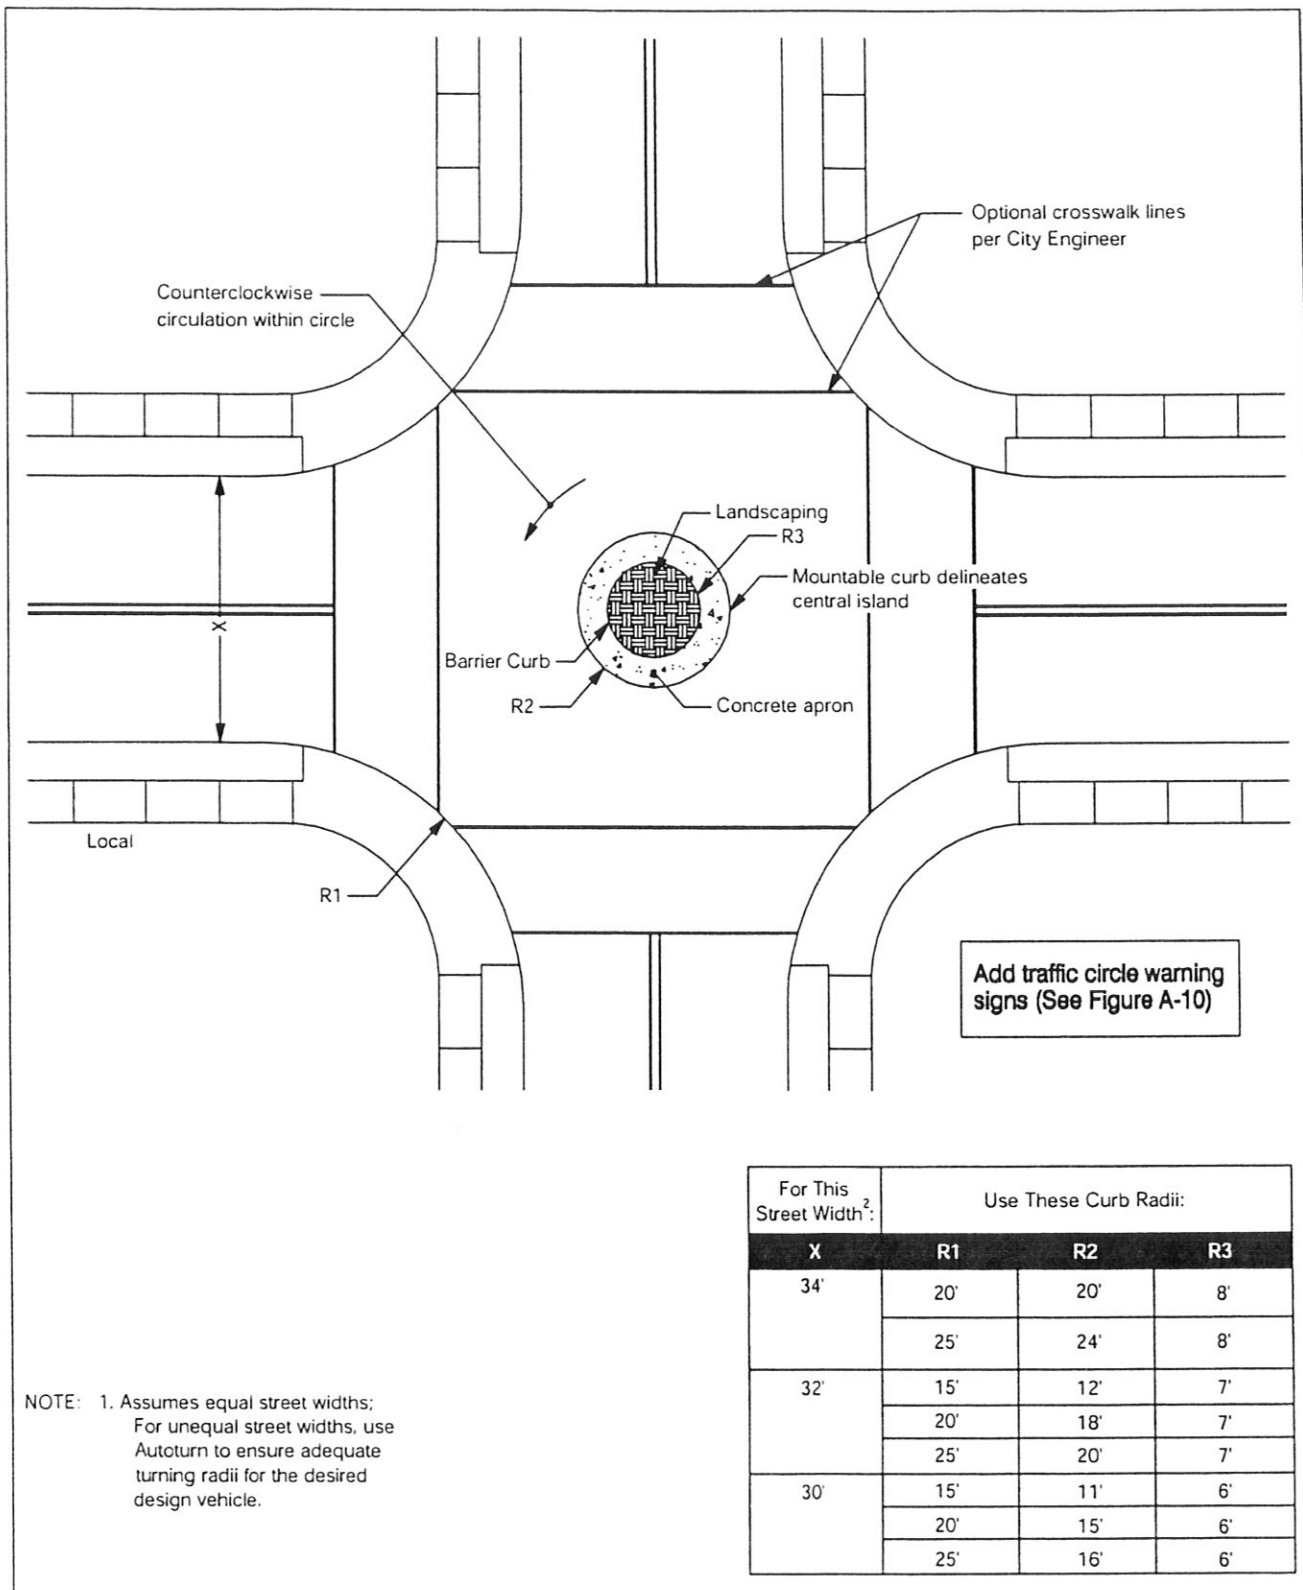 Optional crosswalk lines
per City Engineer
Counterclockwise
circulation within circle
Landscaping
R3
Mountable curb delineates
central island
X
Barrier Curb
R2
Concrete apron
Local
R1
Add traffic circle warning
signs (See Figure A-10)
For This
Street Width²:
Use These Curb Radii:
X R1 R2 R3
34' 20' 20' 8'
25' 24' 8'
32' 15' 12' 7'
20' 18' 7'
25' 20' 7'
30' 15' 11' 6'
20' 15' 6'
25' 16' 6'
NOTE: 1. Assumes equal street widths;
For unequal street widths, use
Autoturn to ensure adequate
turning radii for the desired
design vehicle.